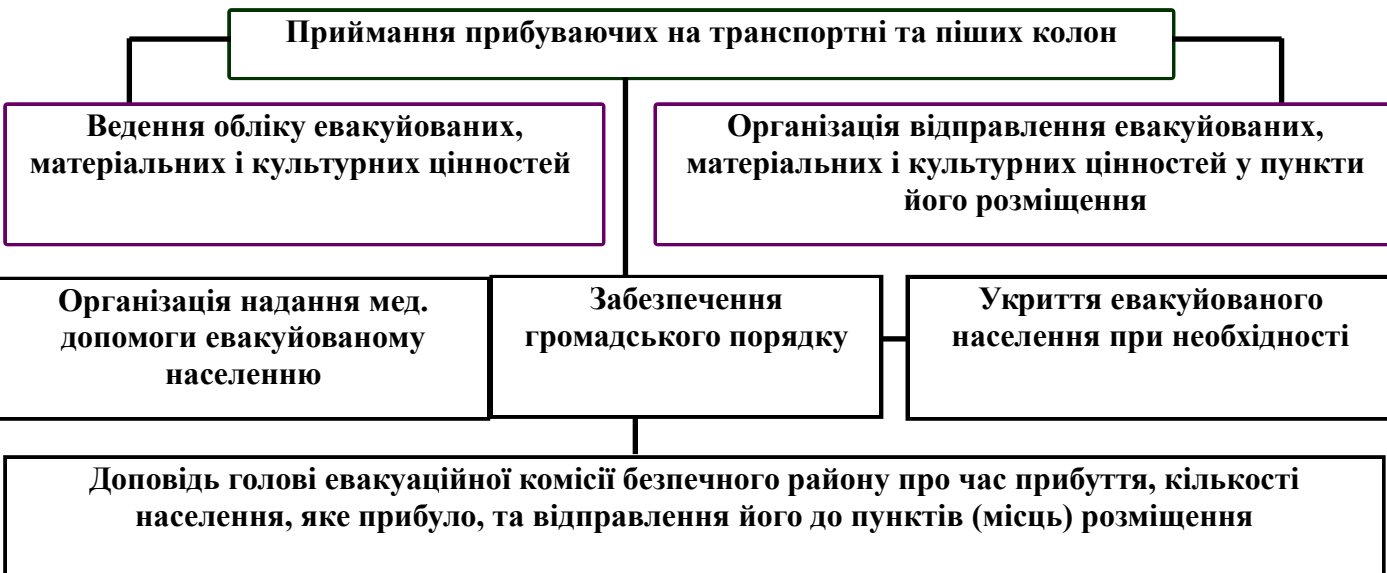 Приймання прибуваючих на транспортні та піших колон
Ведення обліку евакуйованих,
матеріальних і культурних цінностей
Організація відправлення евакуйованих,
матеріальних і культурних цінностей у пункти
його розміщення
Організація надання мед.
допомоги евакуйованому
населенню
Забезпечення
громадського порядку
Укриття евакуйованого
населення при необхідності
Доповідь голові евакуаційної комісії безпечного району про час прибуття, кількості
населення, яке прибуло, та відправлення його до пунктів (місць) розміщення